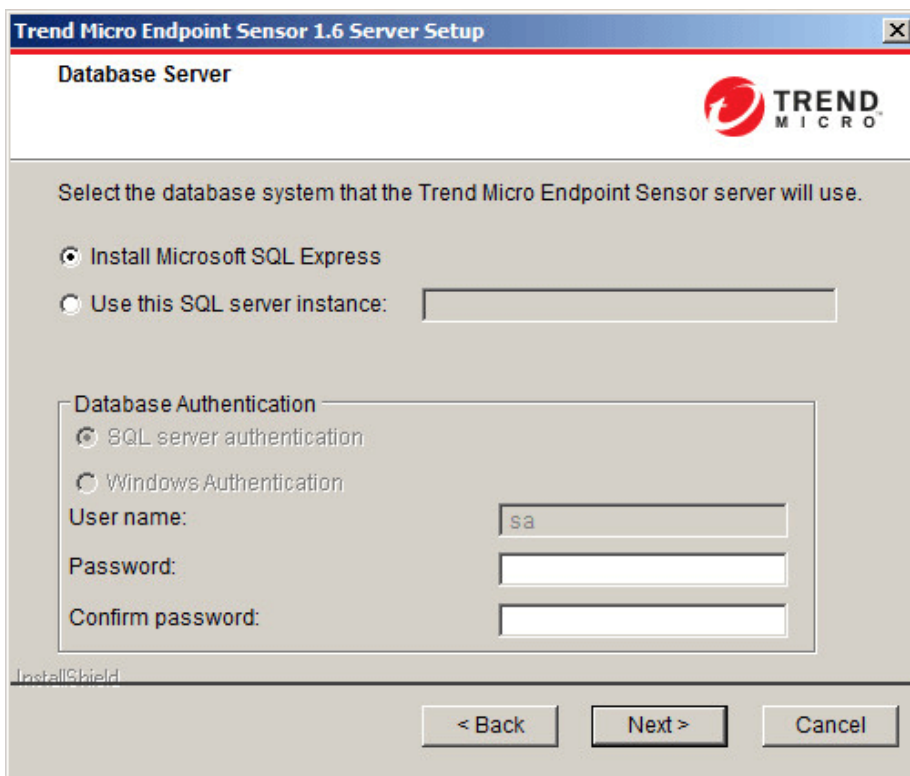 Trend Micro Endpoint Sensor 1.6 Server Setup
Database Server
TREND
MICRO™
Select the database system that the Trend Micro Endpoint Sensor server will use.
Install Microsoft SQL Express
Use this SQL server instance:
Database Authentication
SQL server authentication
Windows Authentication
User name:
sa
Password:
Confirm password:
InstallShield
< Back
Next >
Cancel